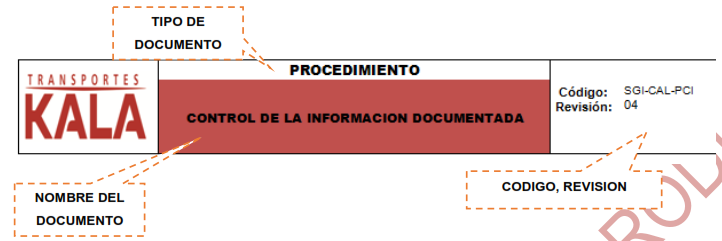 TIPO DE
DOCUMENTO
TRANSPORTES
KALA
PROCEDIMIENTO
CONTROL DE LA INFORMACION DOCUMENTADA
Código: SGI-CAL-PCI
Revisión: 04
NOMBRE DEL
DOCUMENTO
CODIGO, REVISION
ROL